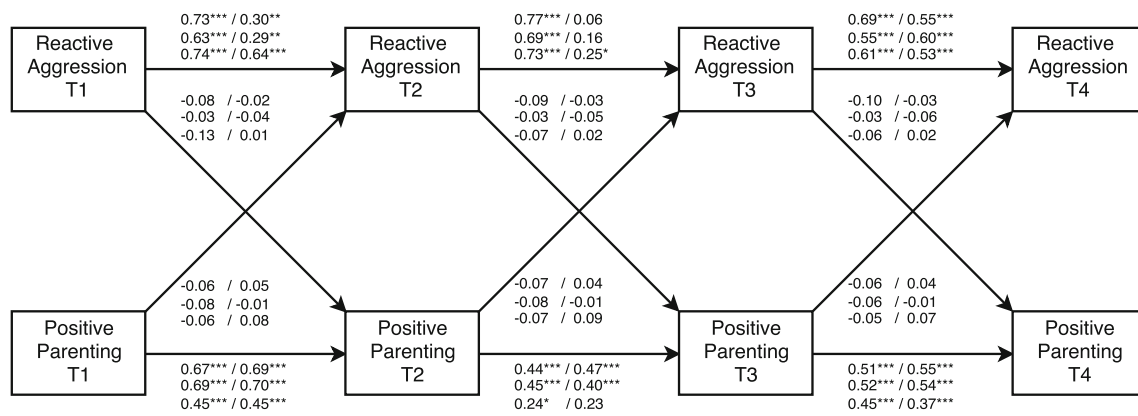 0.73*** / 0.30**
0.63*** / 0.29**
0.74*** / 0.64***
0.77*** / 0.06
0.69*** / 0.16
0.73*** / 0.25*
0.69*** / 0.55***
0.55*** / 0.60***
0.61*** / 0.53***
Reactive
Aggression
T1
Reactive
Aggression
T2
Reactive
Aggression
T3
Reactive
Aggression
T4
-0.08 / -0.02
-0.03 / -0.04
-0.13 / 0.01
-0.09 / -0.03
-0.03 / -0.05
-0.07 / 0.02
-0.10 / -0.03
-0.03 / -0.06
-0.06 / 0.02
-0.06 / 0.05
-0.08 / -0.01
-0.06 / 0.08
-0.07 / 0.04
-0.08 / -0.01
-0.07 / 0.09
-0.06 / 0.04
-0.06 / -0.01
-0.05 / 0.07
Positive
Parenting
T1
Positive
Parenting
T2
Positive
Parenting
T3
Positive
Parenting
T4
0.67*** / 0.69***
0.69*** / 0.70***
0.45*** / 0.45***
0.44*** / 0.47***
0.45*** / 0.40***
0.24* / 0.23
0.51*** / 0.55***
0.52*** / 0.54***
0.45*** / 0.37***